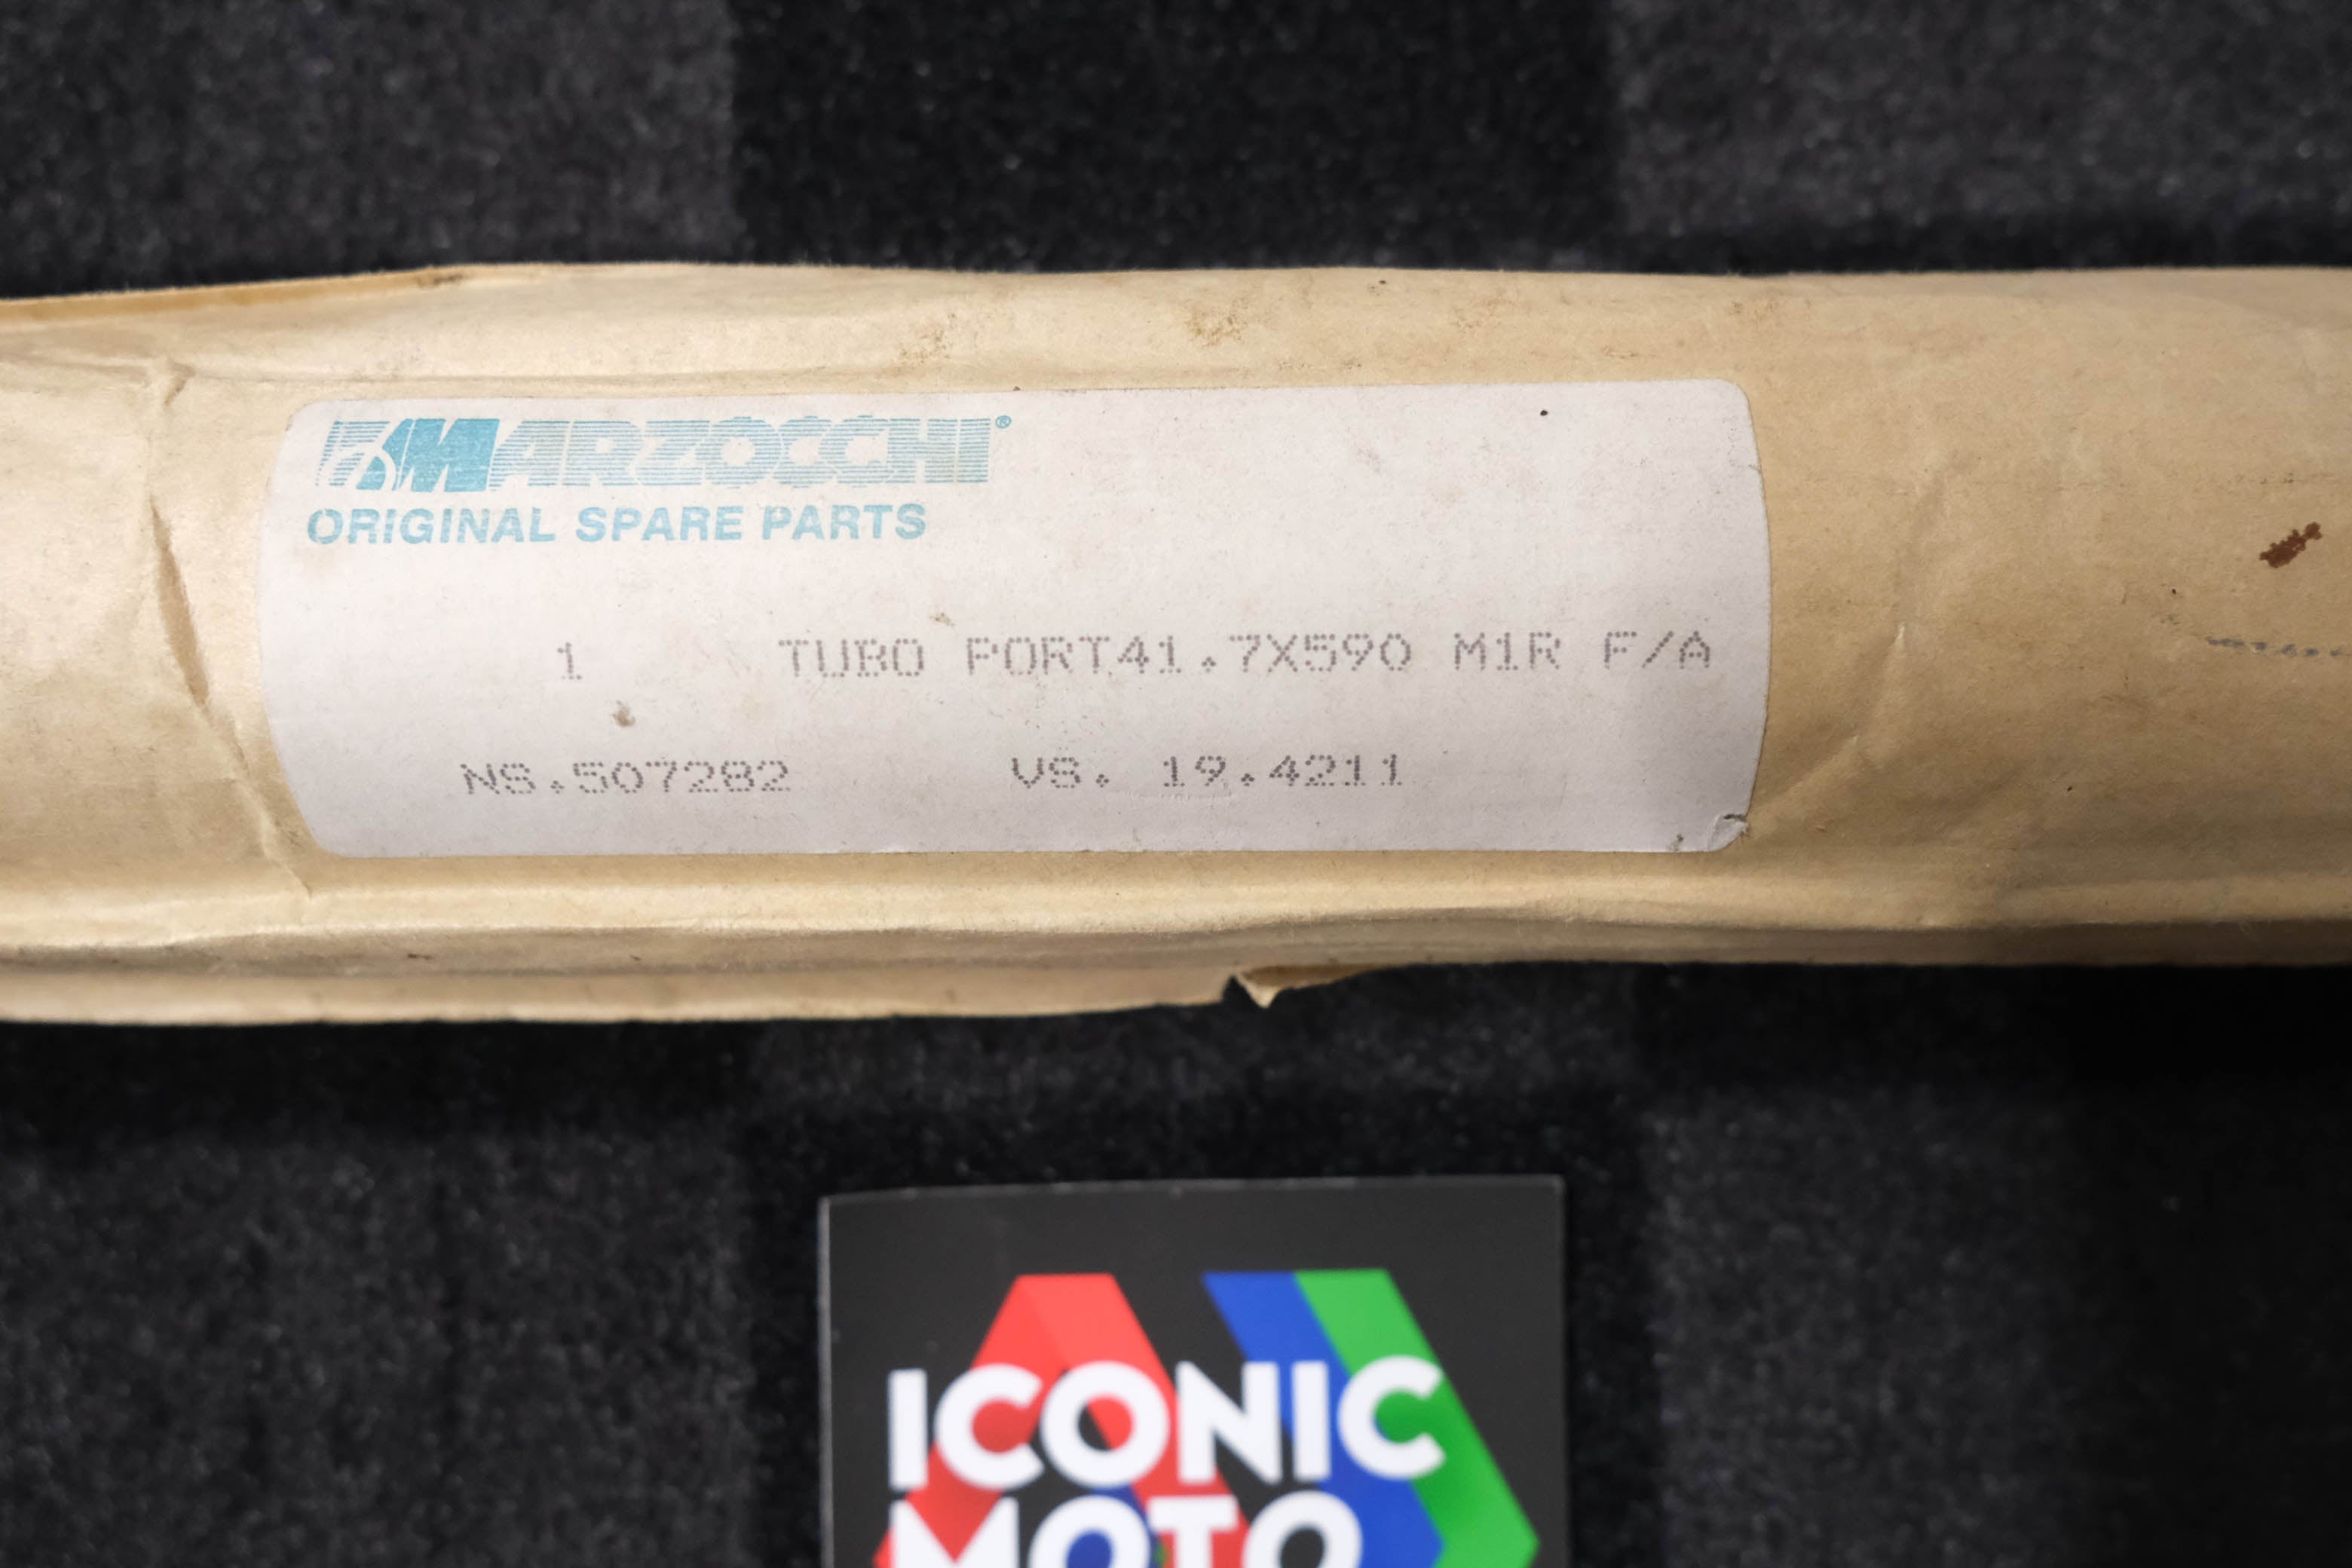 MARZOCCHI®
ORIGINAL SPARE PARTS
1 TUBO PORT41.7X590 M1R F/A
NS.507282 VS. 19.4211
ICONIC
MOTO